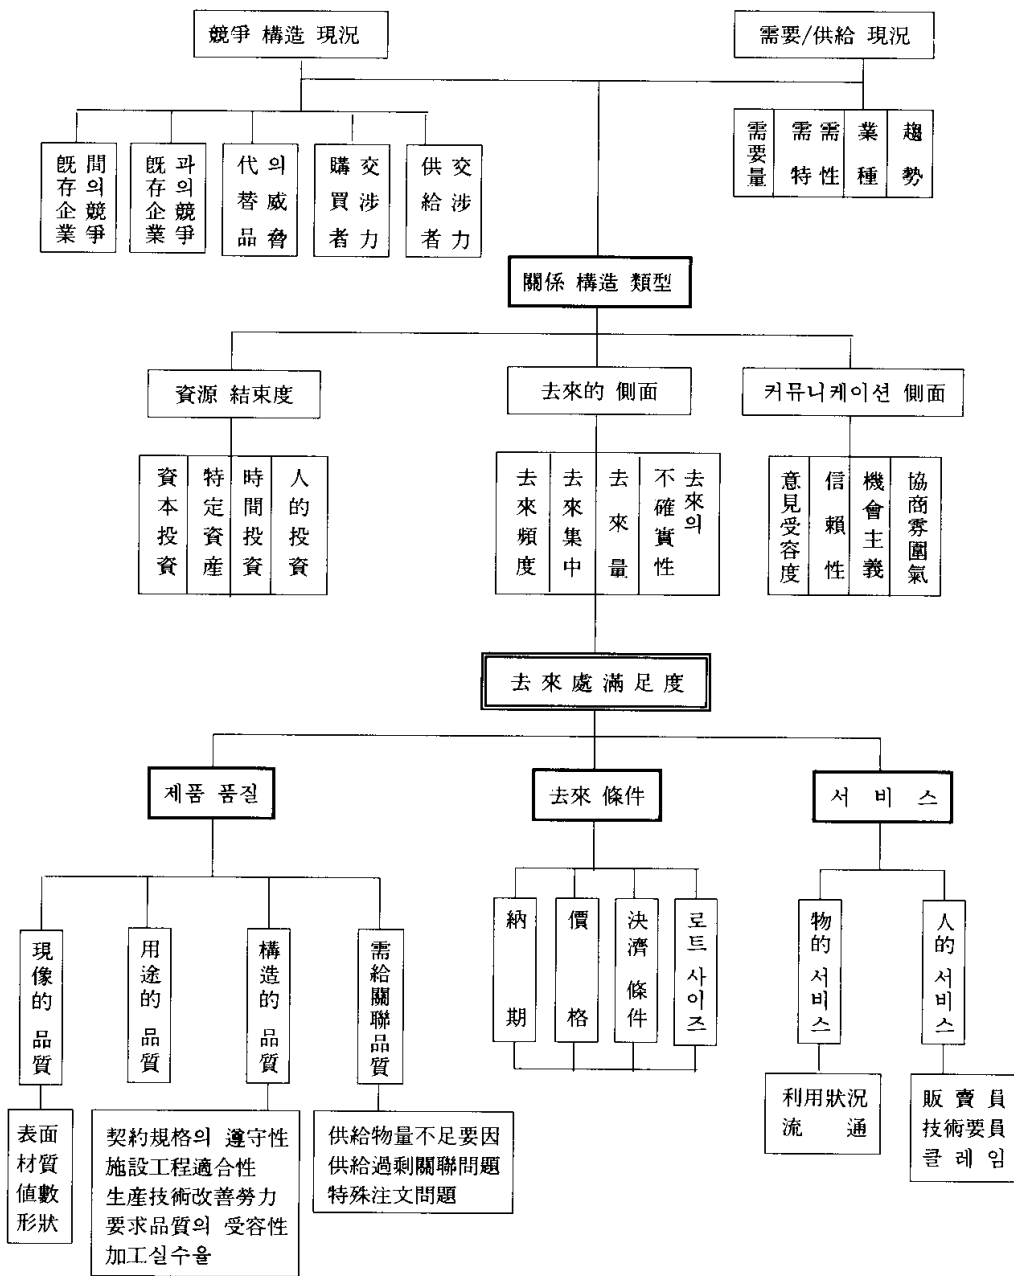 競爭 構造 現況
需要/供給 現況
旣存企業
間의競爭
旣存企業
과의競爭
代替品
의威脅
購買者
交涉力
供給者
交涉力
需要量
需特
需性
業種
趨勢
關係 構造 類型
資源 結束度
去來的 側面
커뮤니케이션 側面
資本投資
特定資産
時間投資
人的投資
去來頻度
去來集中
去來量
不確實性
去來의
意見受容度
信賴性
機會主義
協商雰圍氣
去來處滿足度
제품 품질
去來 條件
서 비 스
現像的 品質
用途的 品質
構造的 品質
需給關聯品質
納期
價格
決濟 條件
로트 사이즈
物的 서비스
人的 서비스
表面
材質
値數
形狀
契約規格의 遵守性
施設工程適合性
生産技術改善勞力
要求品質의 受容性
加工실수율
供給物量不足要因
供給過剩關聯問題
特殊注文問題
利用狀況
流 通
販 賣 員
技術要員
클 레 임